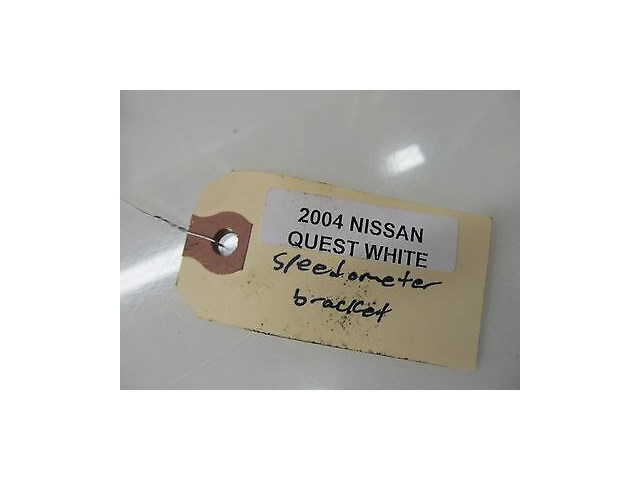 2004 NISSAN
QUEST WHITE
speedometer
bracket